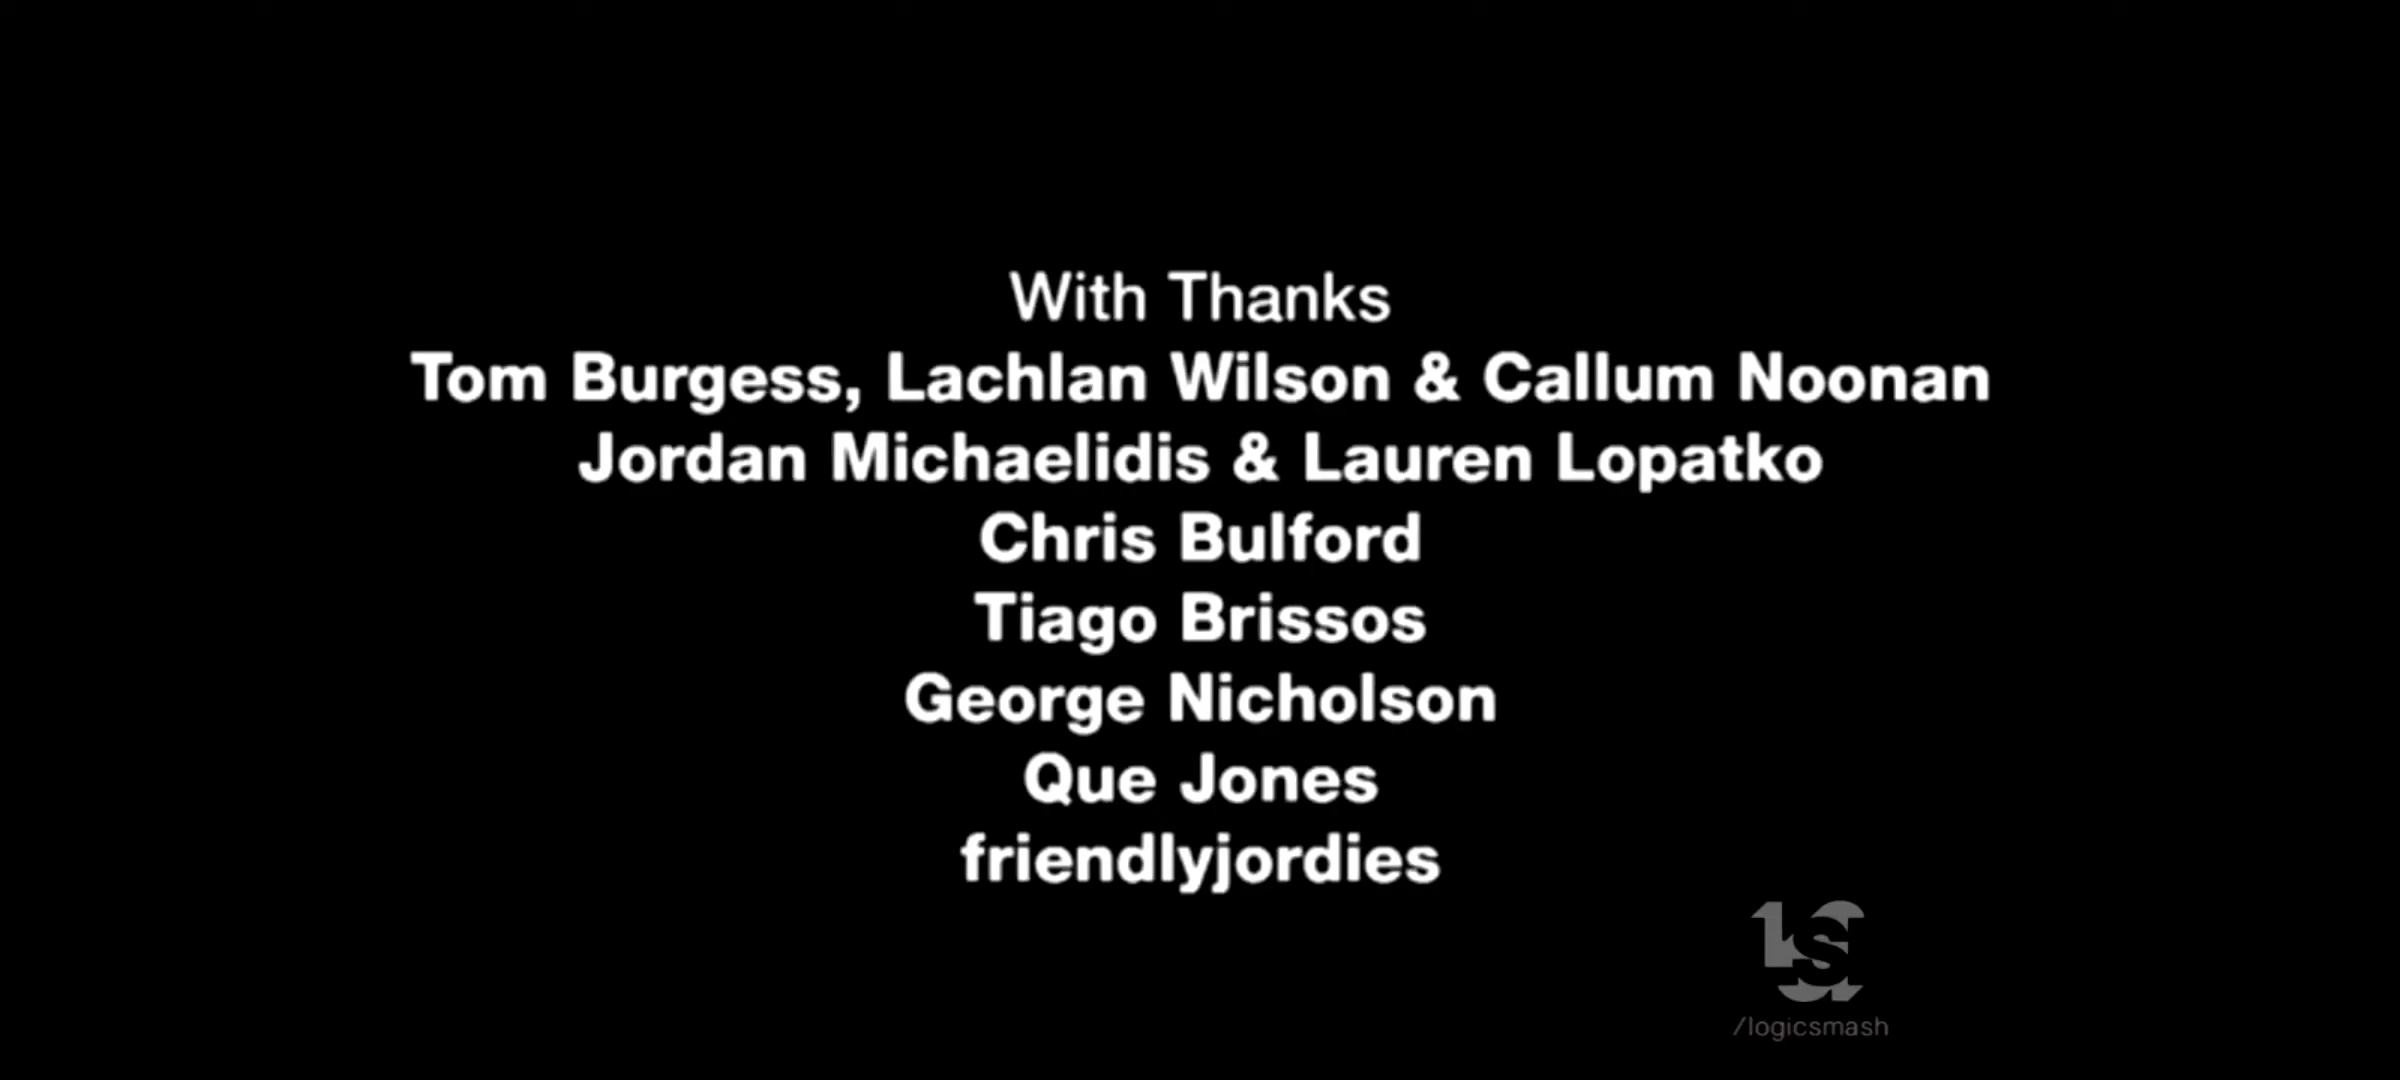 With Thanks
Tom Burgess, Lachlan Wilson & Callum Noonan
Jordan Michaelidis & Lauren Lopatko
Chris Bulford
Tiago Brissos
George Nicholson
Que Jones
friendlyjordies
/logicsmash